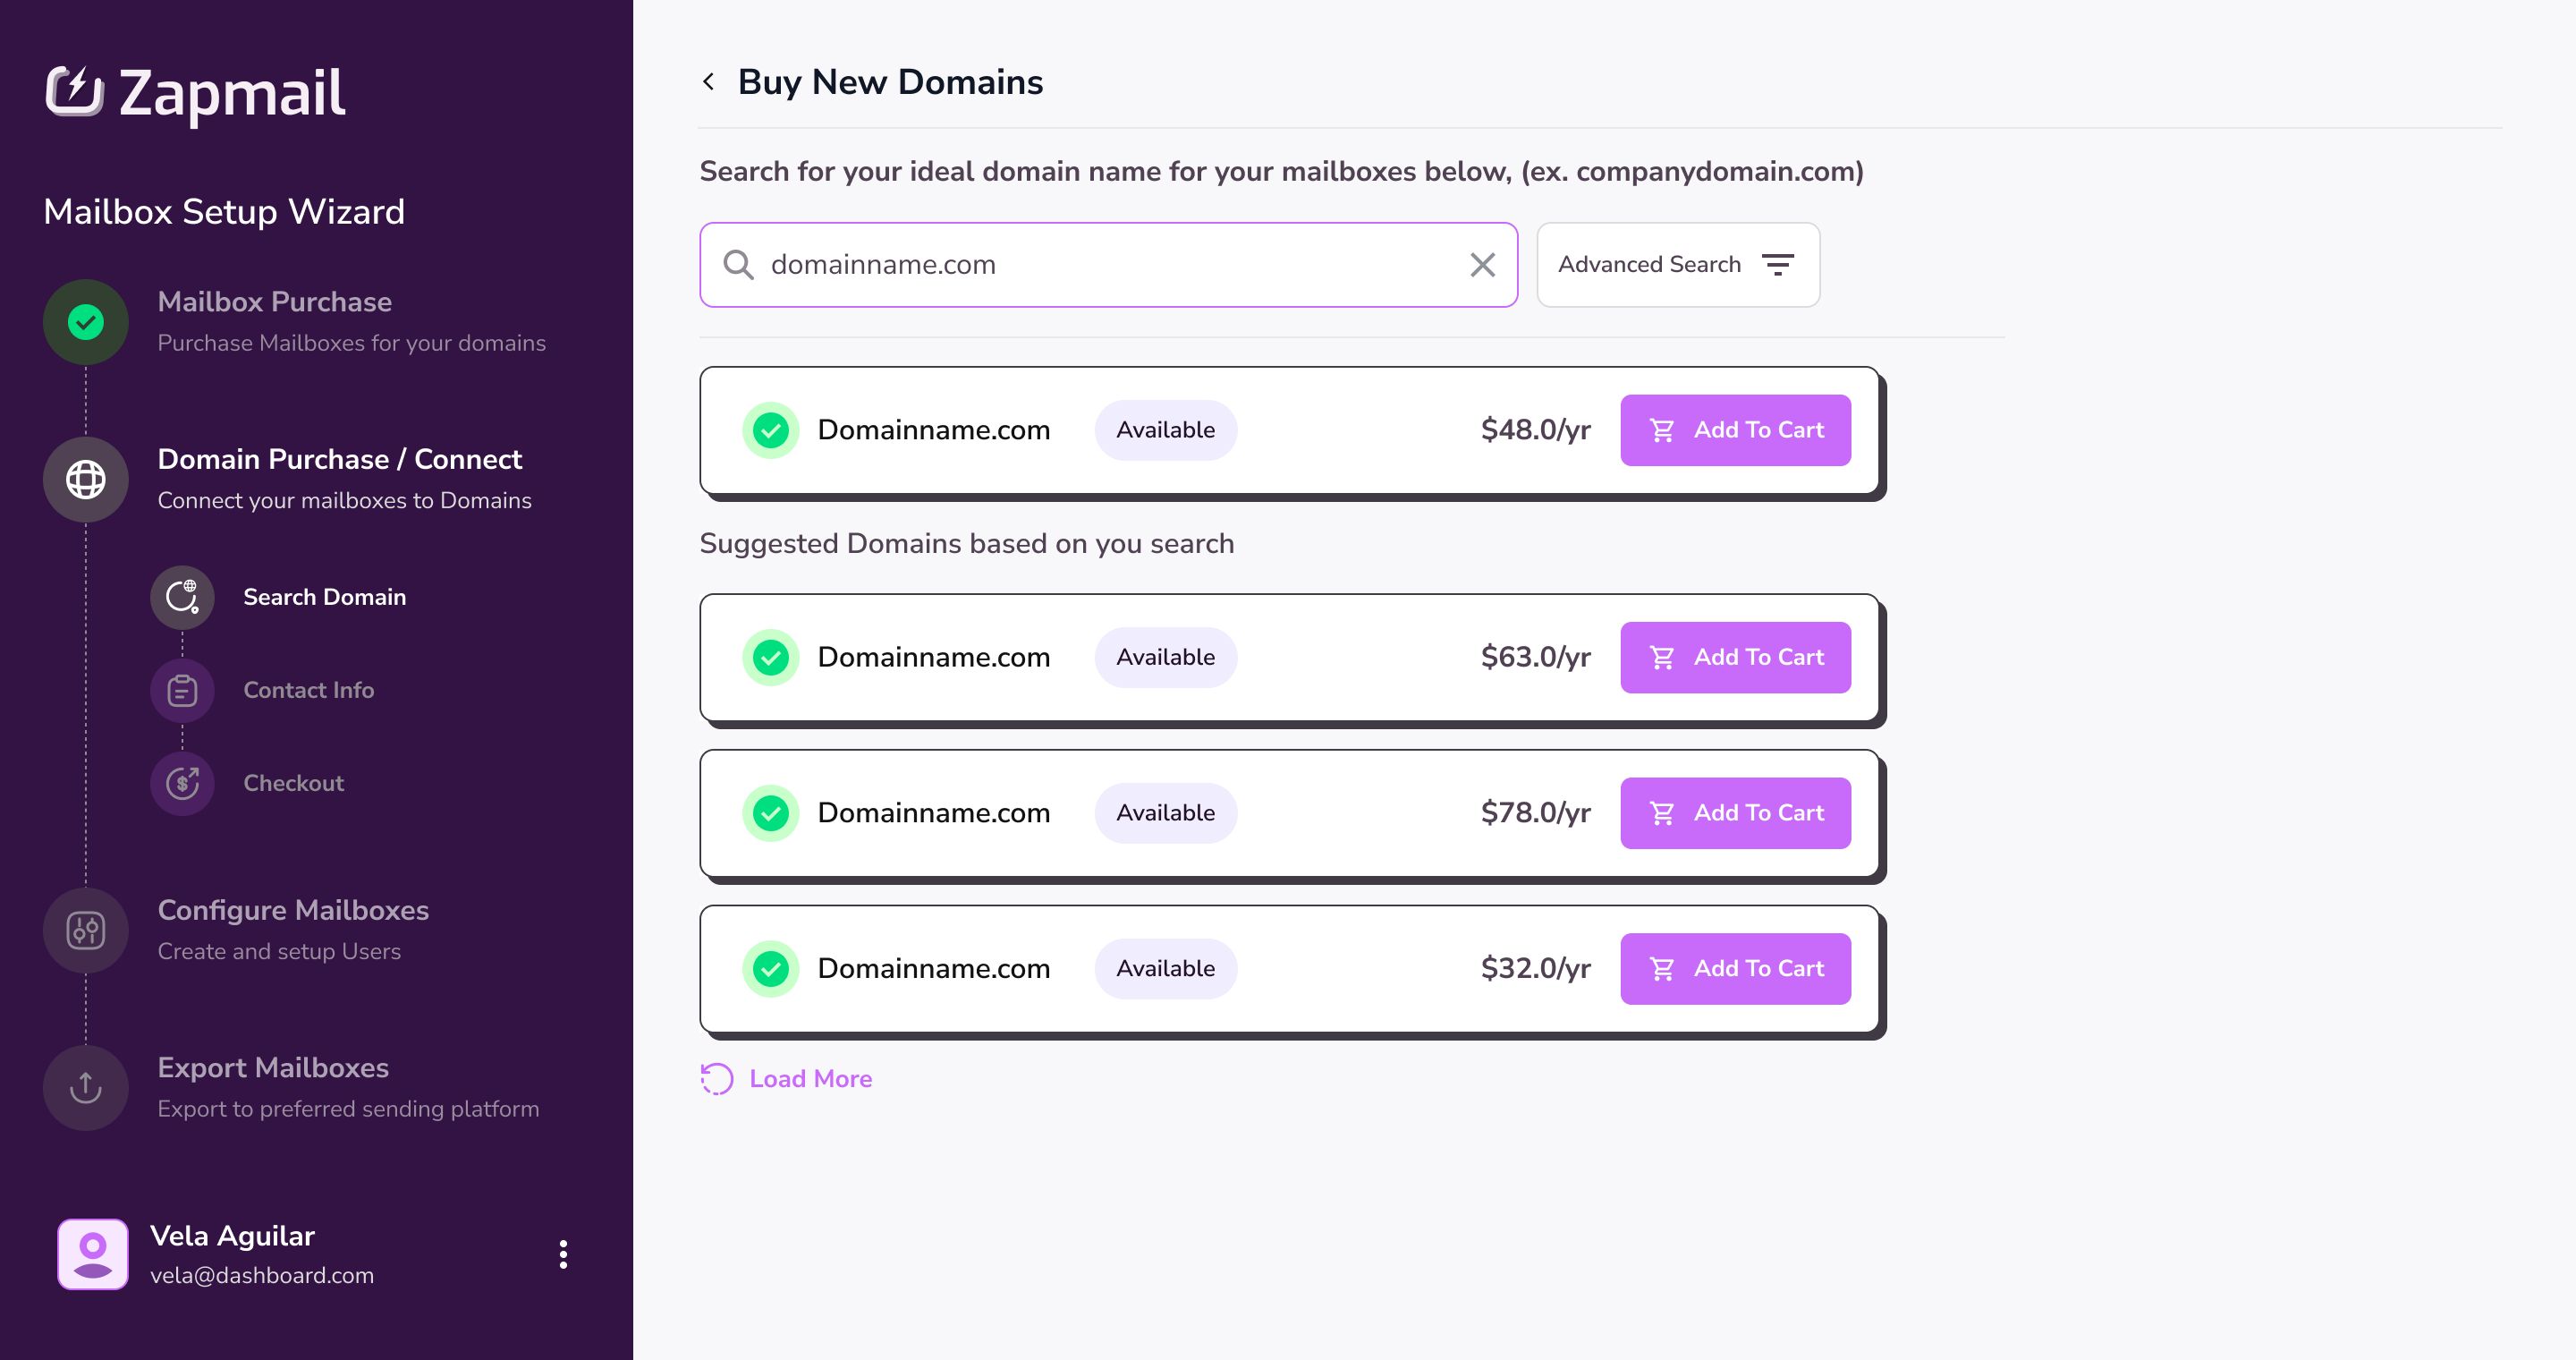 Zapmail
Mailbox Setup Wizard
Mailbox Purchase
Purchase Mailboxes for your domains
Domain Purchase / Connect
Connect your mailboxes to Domains
Search Domain
Contact Info
Checkout
Configure Mailboxes
Create and setup Users
Export Mailboxes
Export to preferred sending platform
Vela Aguilar
vela@dashboard.com
Buy New Domains
Search for your ideal domain name for your mailboxes below, (ex. companydomain.com)
domainname.com
Advanced Search
Domainname.com Available $48.0/yr Add To Cart
Suggested Domains based on you search
Domainname.com Available $63.0/yr Add To Cart
Domainname.com Available $78.0/yr Add To Cart
Domainname.com Available $32.0/yr Add To Cart
Load More